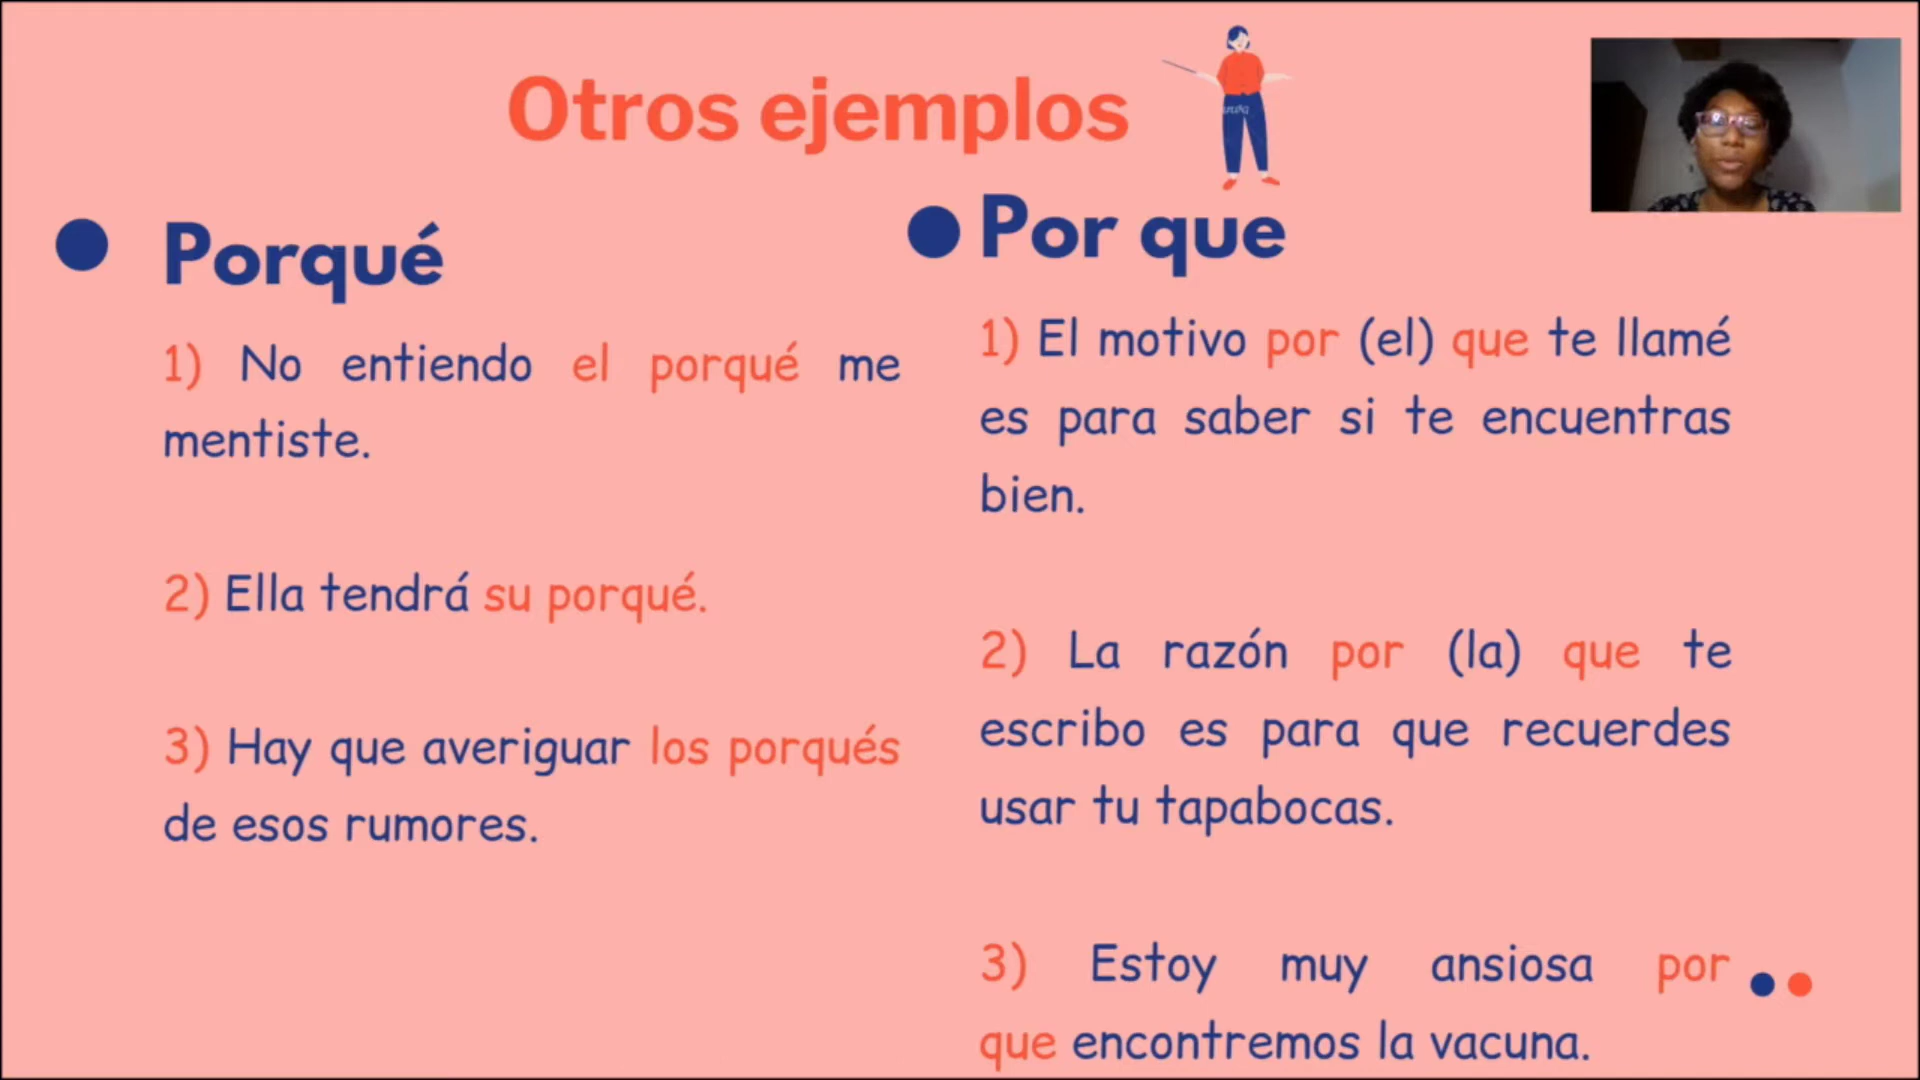 Otros ejemplos
Porqué
1) No entiendo el porqué me
mentiste.
2) Ella tendrá su porqué.
3) Hay que averiguar los porqués
de esos rumores.
Por que
1) El motivo por (el) que te llamé
es para saber si te encuentras
bien.
2) La razón por (la) que te
escribo es para que recuerdes
usar tu tapabocas.
3) Estoy muy ansiosa por
que encontremos la vacuna.